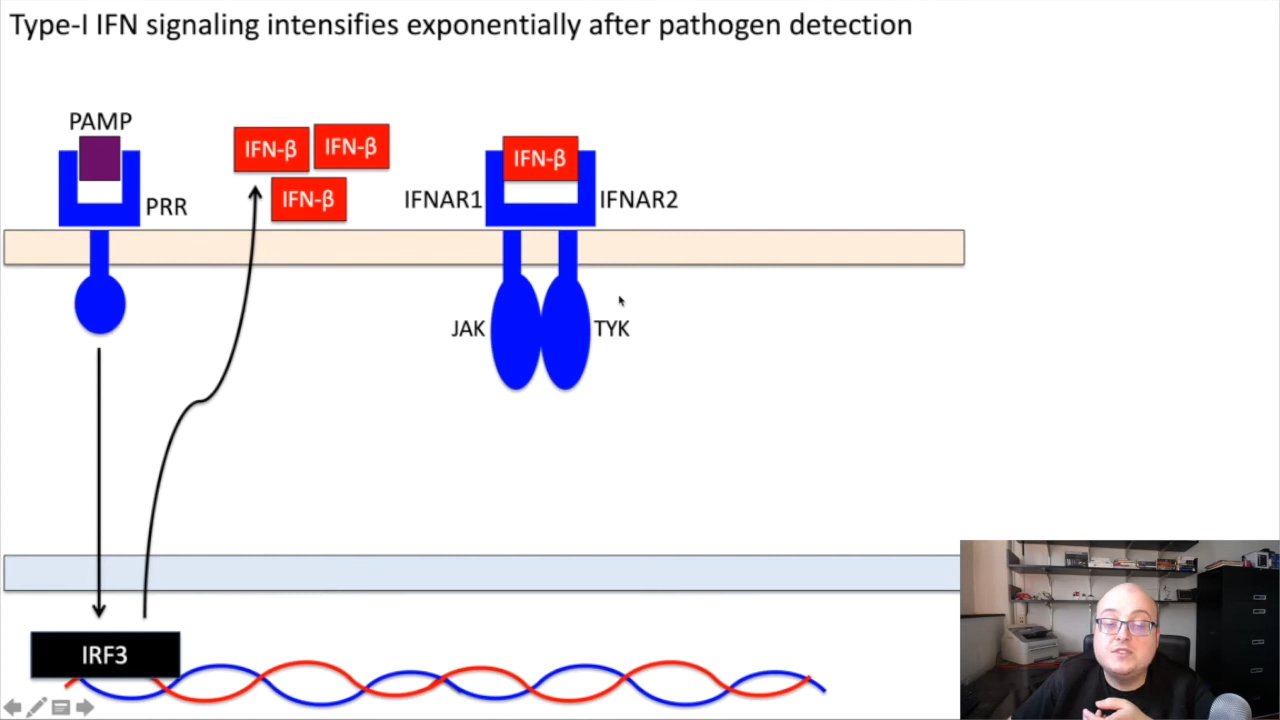 Type-I IFN signaling intensifies exponentially after pathogen detection
PAMP
PRR
IFN-β
IFN-β
IFN-β
IFN-β
IFNAR1
IFNAR2
JAK
TYK
IRF3